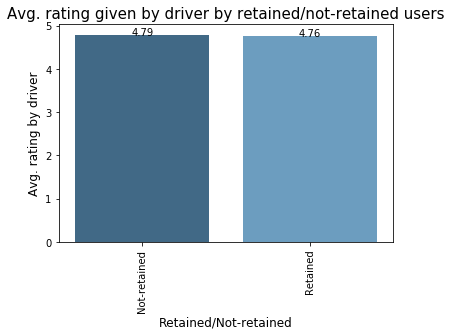 Avg. rating given by driver by retained/not-retained users
Avg. rating by driver
5
4
3
2
1
0
4.79
4.76
Not-retained
Retained
Retained/Not-retained